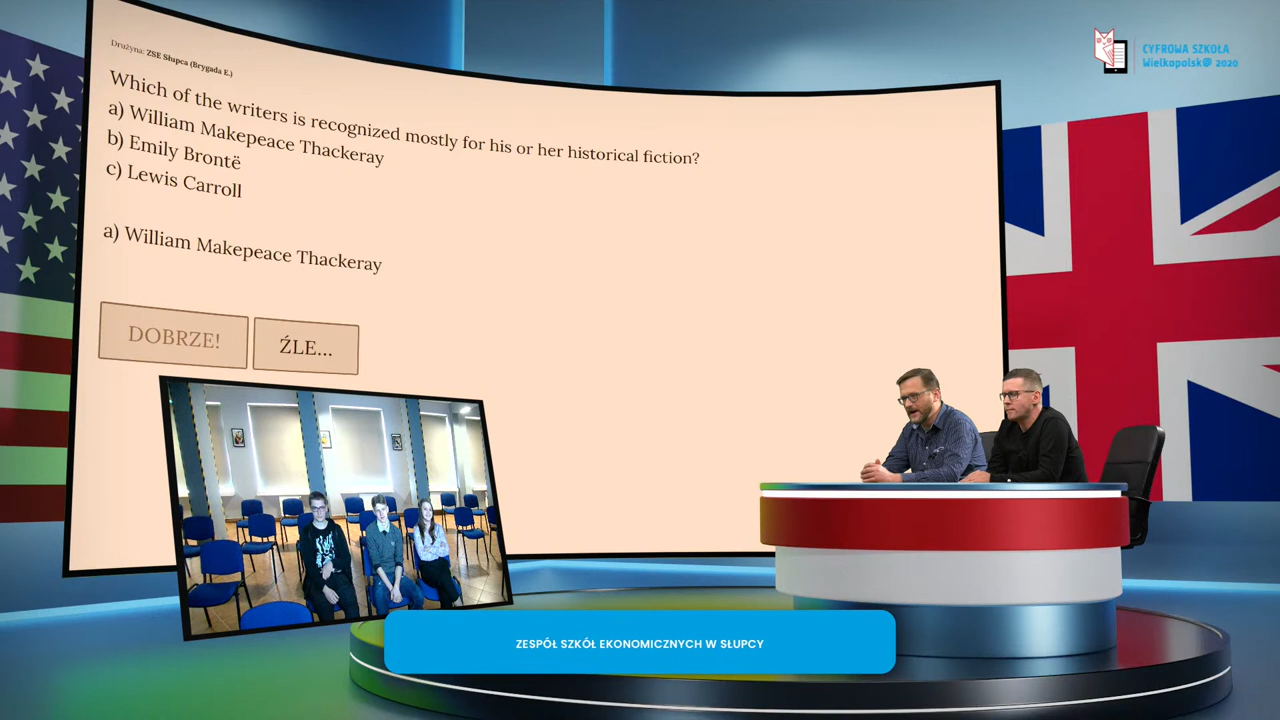 Drużyna: ZSE Słupca (Brygada E.)
Which of the writers is recognized mostly for his or her historical fiction?
a) William Makepeace Thackeray
b) Emily Brontë
c) Lewis Carroll
a) William Makepeace Thackeray
DOBRZE!
ŹLE...
CYFROWA SZKOŁA
Wielkopolsk@ 2020
ZESPÓŁ SZKÓŁ EKONOMICZNYCH W SŁUPCY